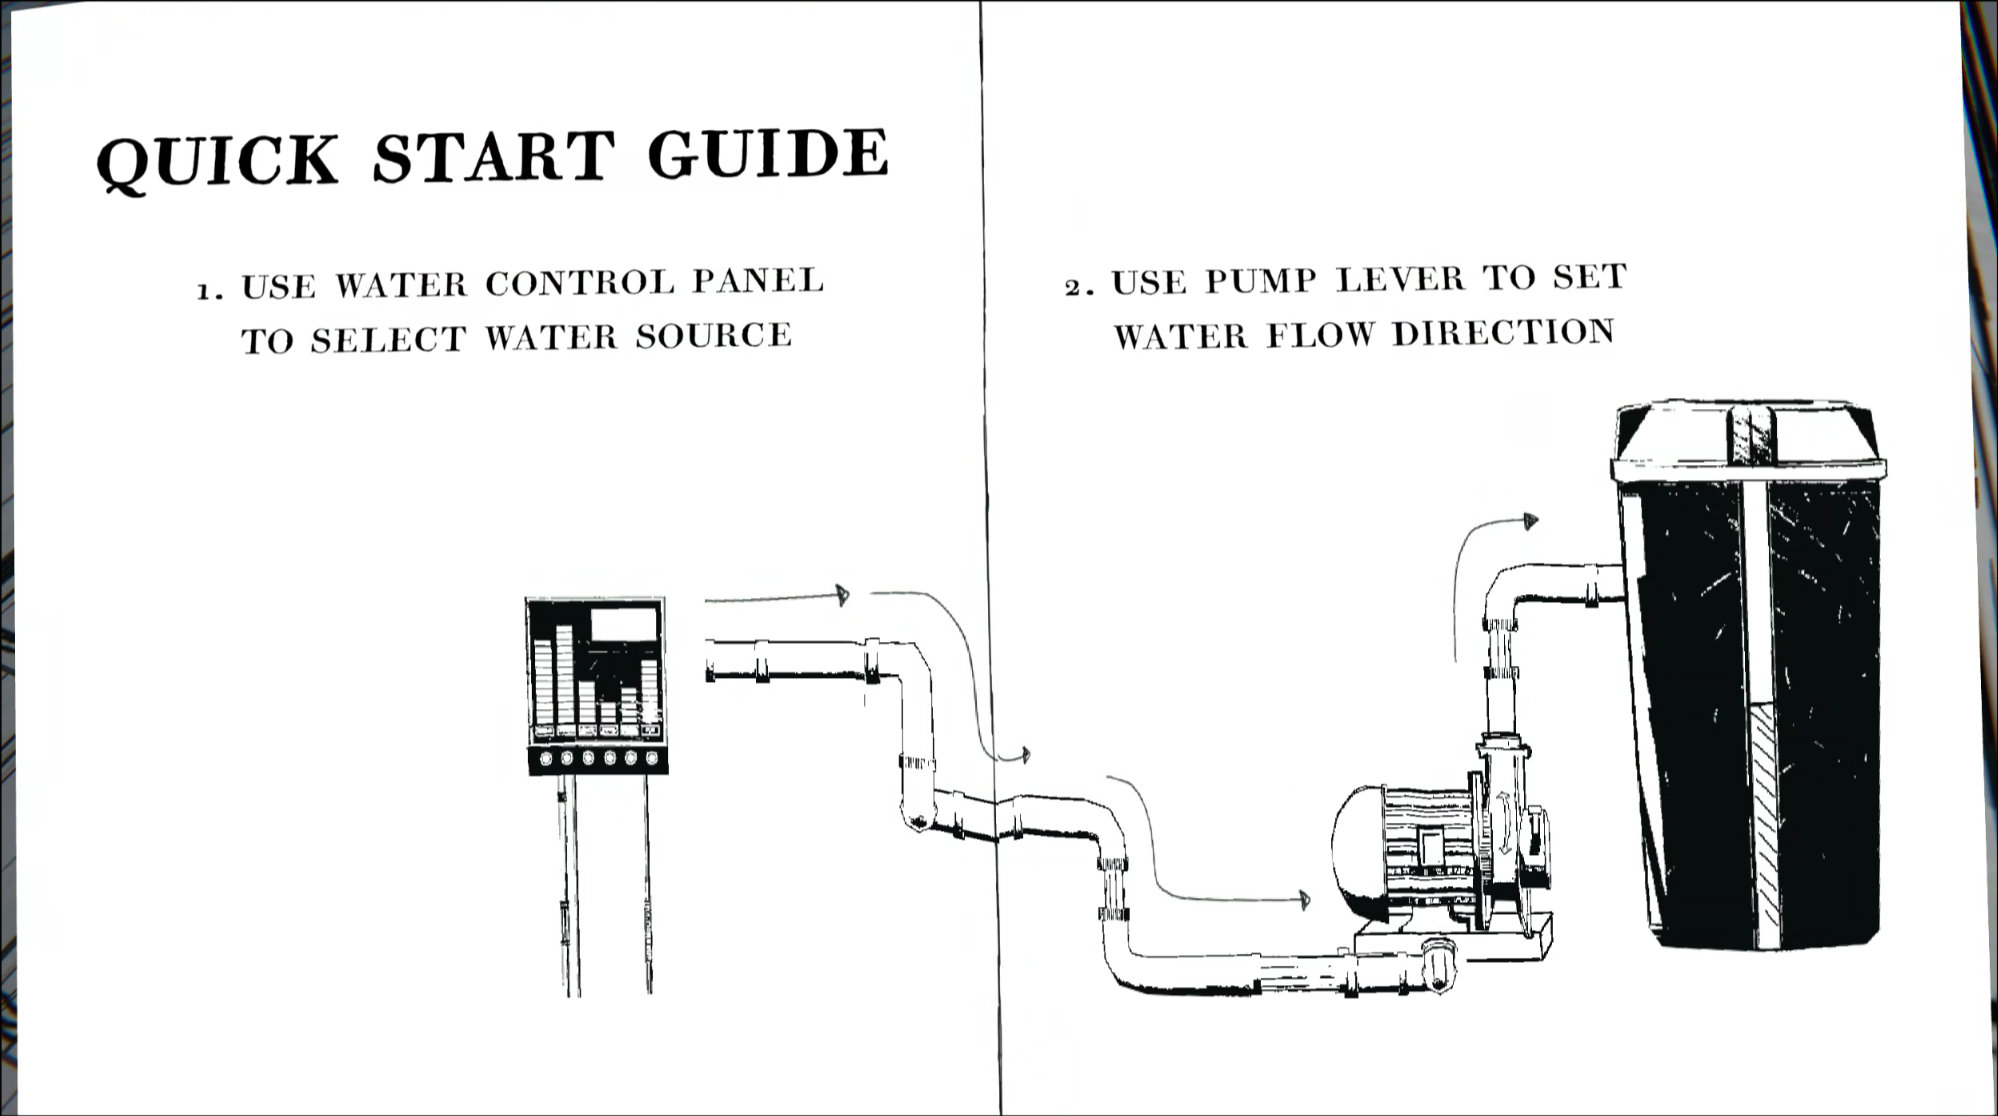 QUICK START GUIDE
1. USE WATER CONTROL PANEL
TO SELECT WATER SOURCE
2. USE PUMP LEVER TO SET
WATER FLOW DIRECTION